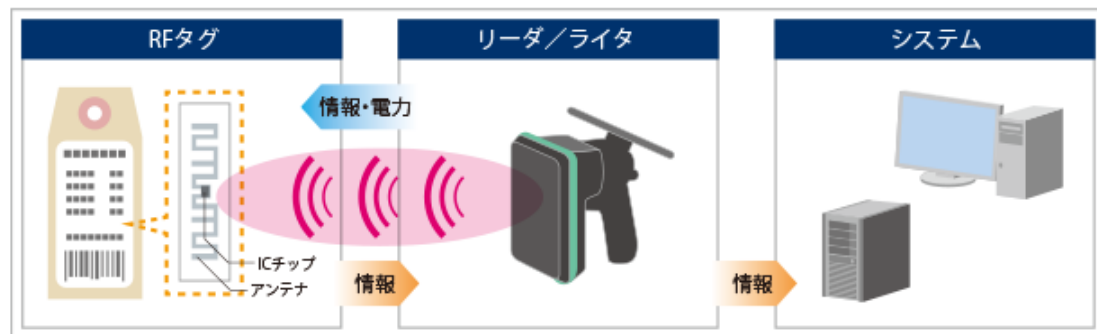 RFタグ
リーダ／ライタ
システム
情報・電力
ICチップ
アンテナ
情報
情報